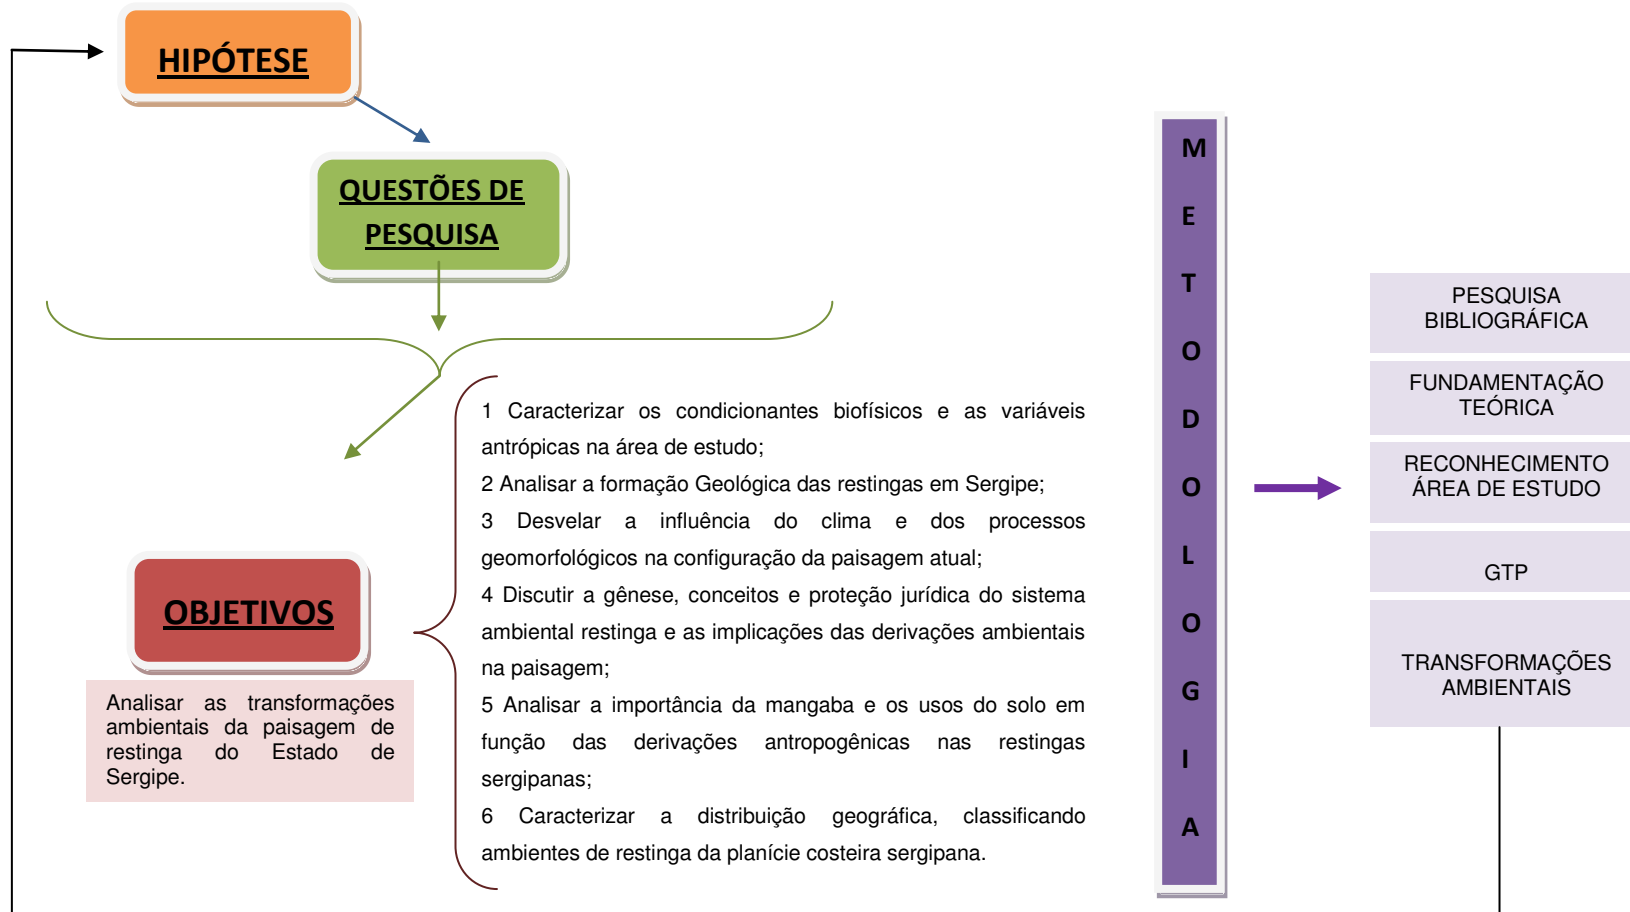 HIPÓTESE
QUESTÕES DE
PESQUISA
OBJETIVOS
Analisar as transformações
ambientais da paisagem de
restinga do Estado de
Sergipe.
1 Caracterizar os condicionantes biofísicos e as variáveis
antrópicas na área de estudo;
2 Analisar a formação Geológica das restingas em Sergipe;
3 Desvelar a influência do clima e dos processos
geomorfológicos na configuração da paisagem atual;
4 Discutir a gênese, conceitos e proteção jurídica do sistema
ambiental restinga e as implicações das derivações ambientais
na paisagem;
5 Analisar a importância da mangaba e os usos do solo em
função das derivações antropogênicas nas restingas
sergipanas;
6 Caracterizar a distribuição geográfica, classificando
ambientes de restinga da planície costeira sergipana.
M
E
T
O
D
O
L
O
G
I
A
PESQUISA
BIBLIOGRÁFICA
FUNDAMENTAÇÃO
TEÓRICA
RECONHECIMENTO
ÁREA DE ESTUDO
GTP
TRANSFORMAÇÕES
AMBIENTAIS